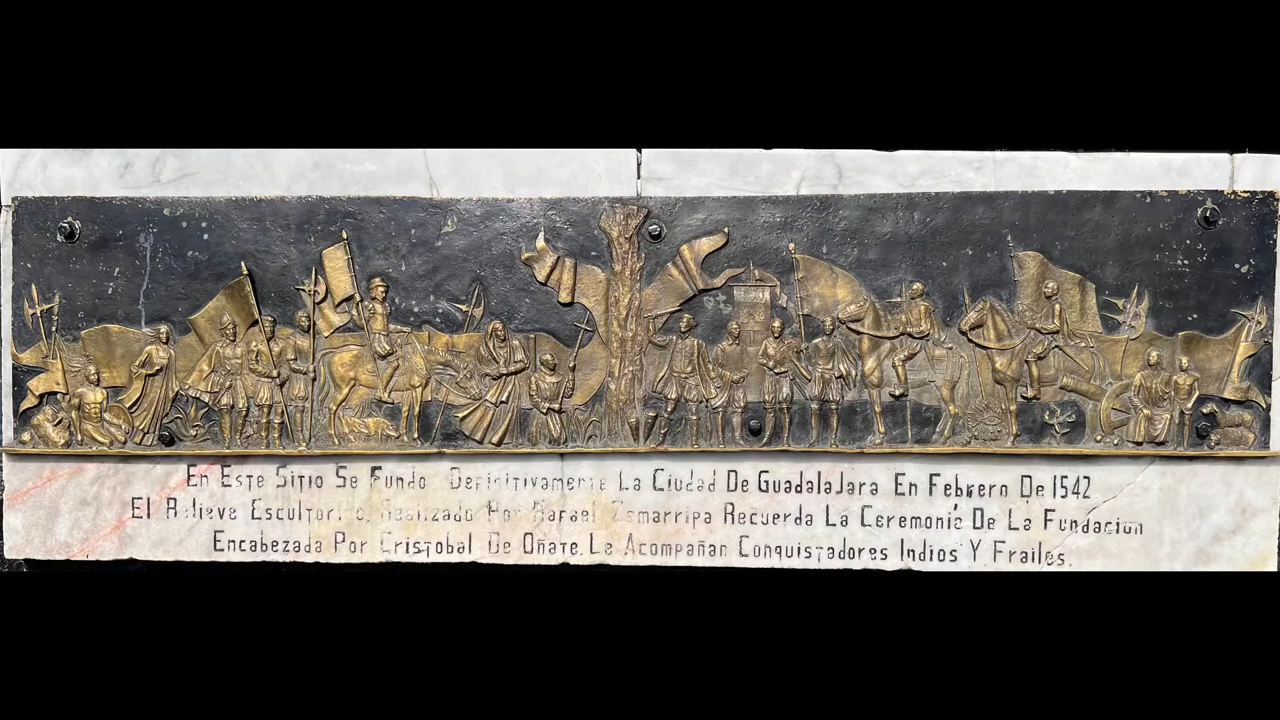 En Este Sitio Se Fundo Definitivamente La Ciudad De Guadalajara En Febrero De 1542
El Relieve Escultorico, Realizado Por Rafael Zamarripa Recuerda La Ceremonia De La Fundacion
Encabezada Por Cristobal De Oñate. Le Acompañan Conquistadores Indios Y Frailes.